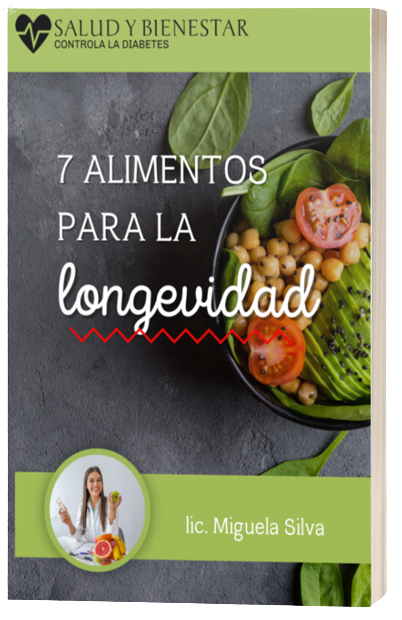 SALUD Y BIENESTAR
CONTROLA LA DIABETES
7 ALIMENTOS
PARA LA
longevidad
lic. Miguela Silva